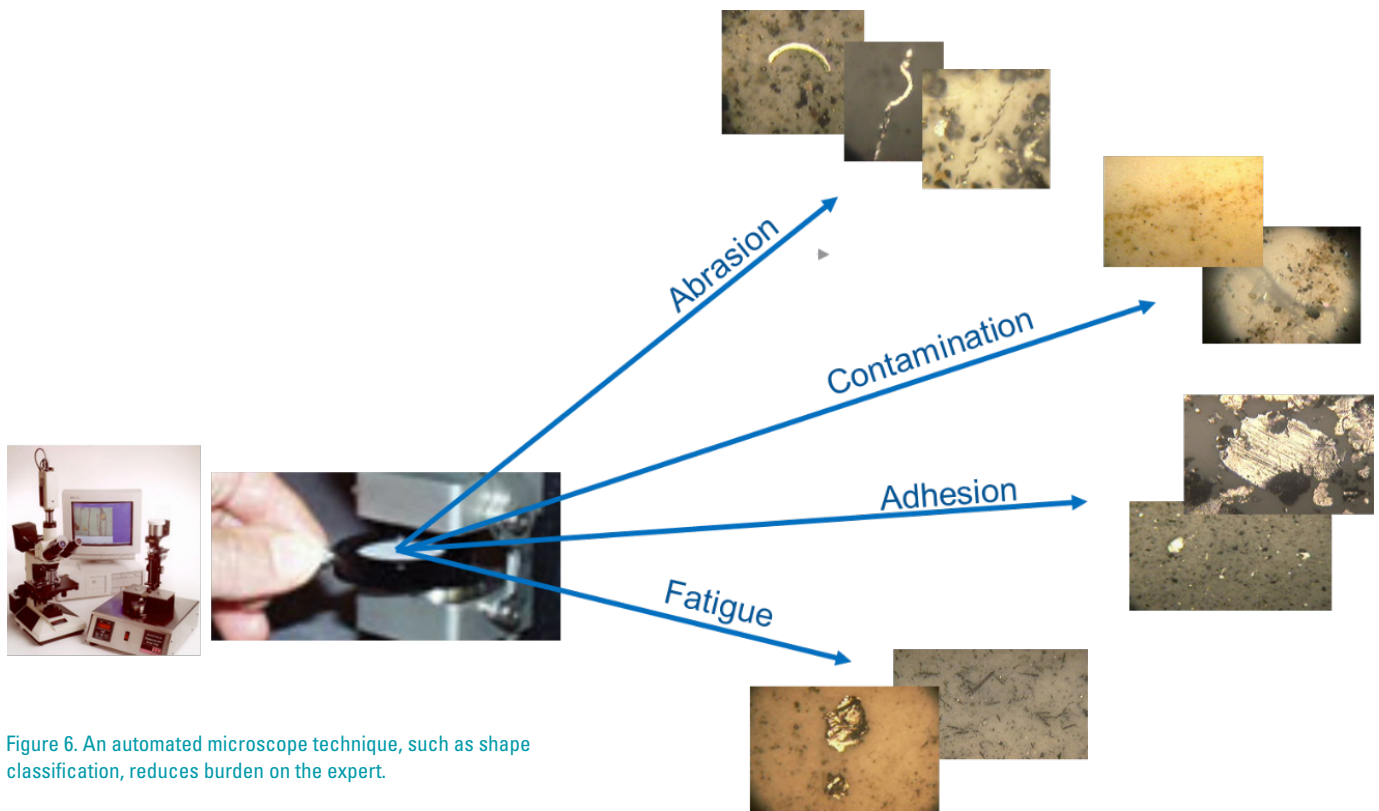 Abrasion
Contamination
Adhesion
Fatigue
Figure 6. An automated microscope technique, such as shape
classification, reduces burden on the expert.